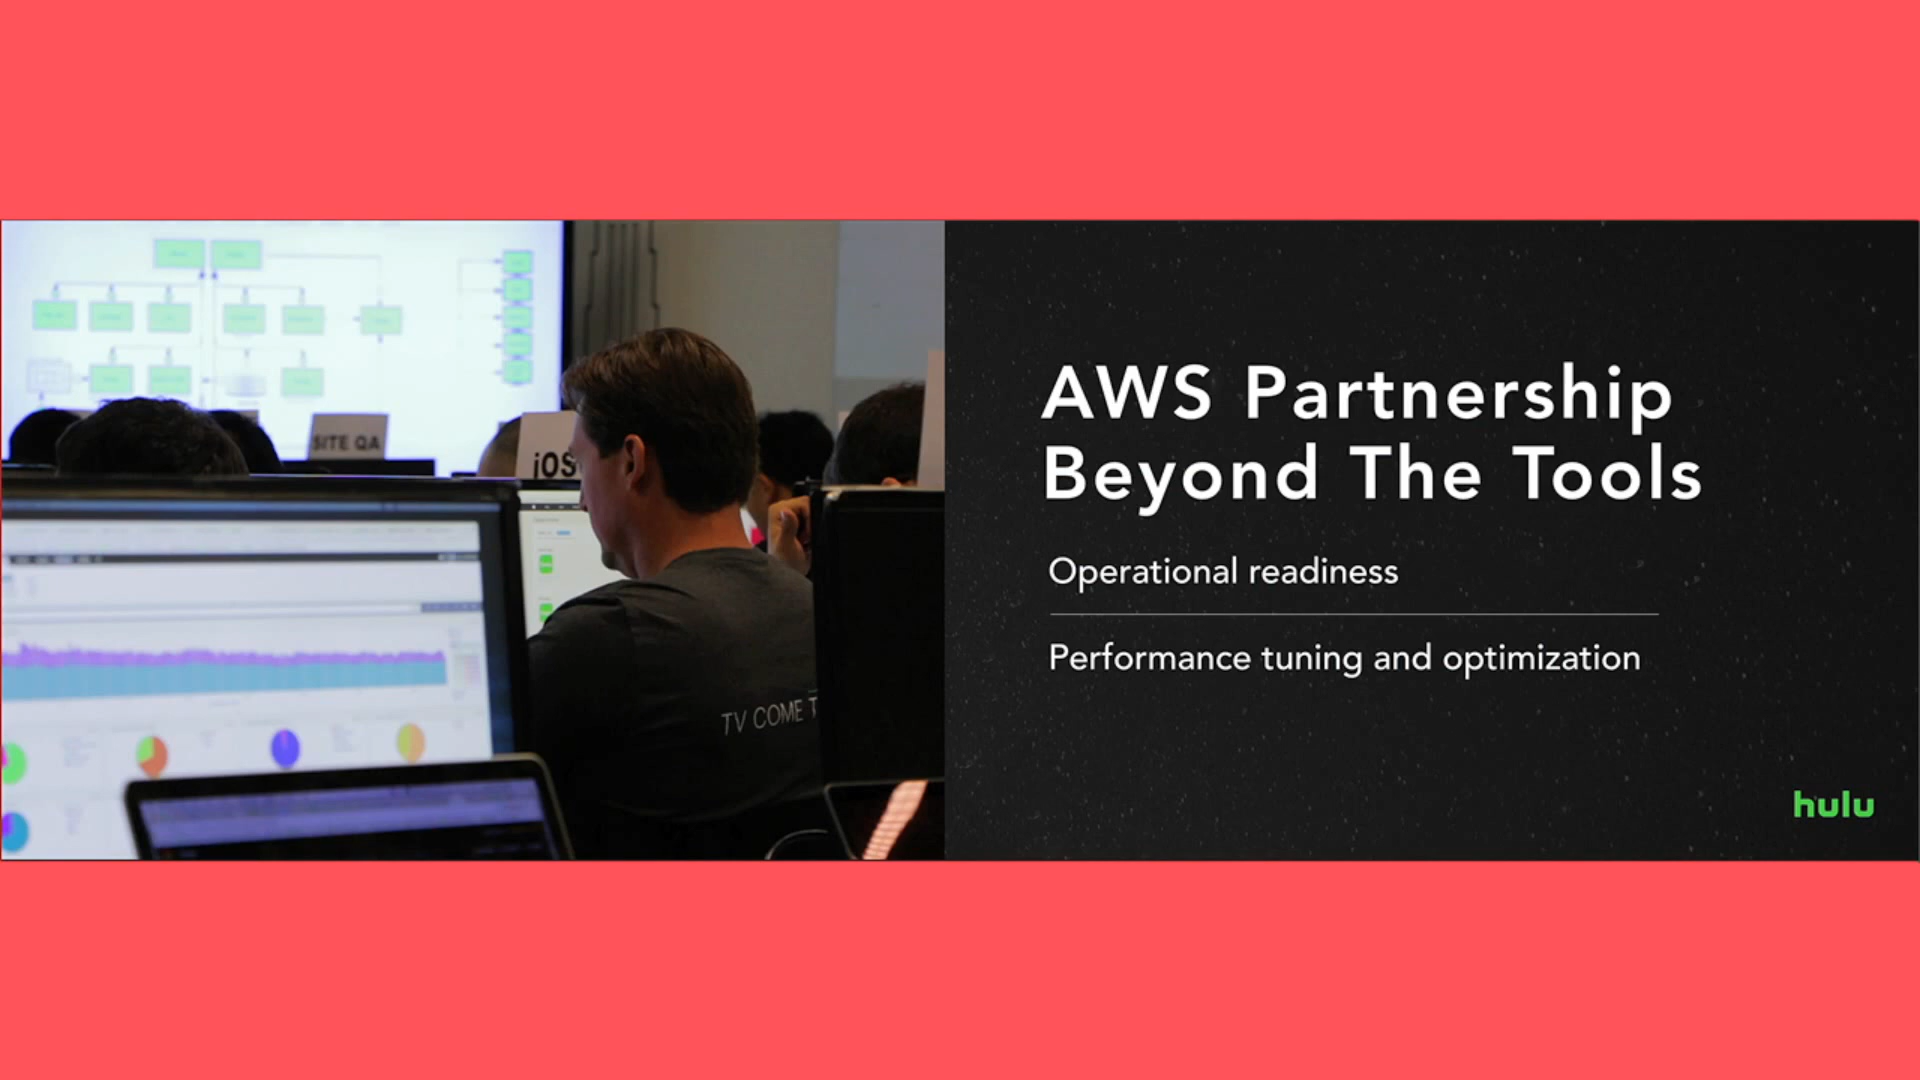 SITE QA
iOS
TV COME T
AWS Partnership
Beyond The Tools
Operational readiness
Performance tuning and optimization
hulu